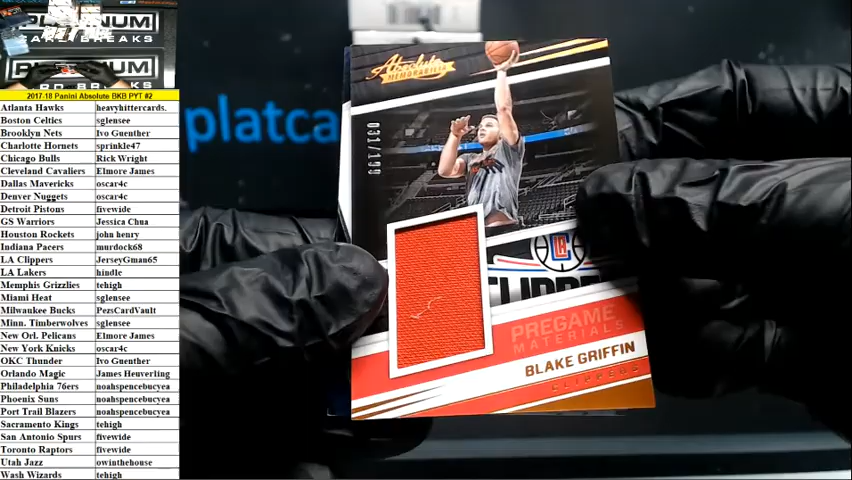 PLATINUM
CARD BREAKS
PLATINUM
CARD BREAKS
2017-18 Panini Absolute BKB PYT #2
Atlanta Hawks heavyhittercards.
Boston Celtics sglensee
Brooklyn Nets Ivo Guenther
Charlotte Hornets sprinkle47
Chicago Bulls Rick Wright
Cleveland Cavaliers Elmore James
Dallas Mavericks oscar4c
Denver Nuggets oscar4c
Detroit Pistons fivewide
GS Warriors Jessica Chua
Houston Rockets john henry
Indiana Pacers murdock68
LA Clippers JerseyGman65
LA Lakers hindle
Memphis Grizzlies tehigh
Miami Heat sglensee
Milwaukee Bucks PezsCardVault
Minn. Timberwolves sglensee
New Orl. Pelicans Elmore James
New York Knicks oscar4c
OKC Thunder Ivo Guenther
Orlando Magic James Heuverling
Philadelphia 76ers noahspencebucyea
Phoenix Suns noahspencebucyea
Port Trail Blazers noahspencebucyea
Sacramento Kings tehigh
San Antonio Spurs fivewide
Toronto Raptors fivewide
Utah Jazz owinthehouse
Wash Wizards tehigh
platca
Absolute
MEMORABILIA
031/199
LAC
CLIPPERS
PREGAME
MATERIALS
BLAKE GRIFFIN
CLIPPERS